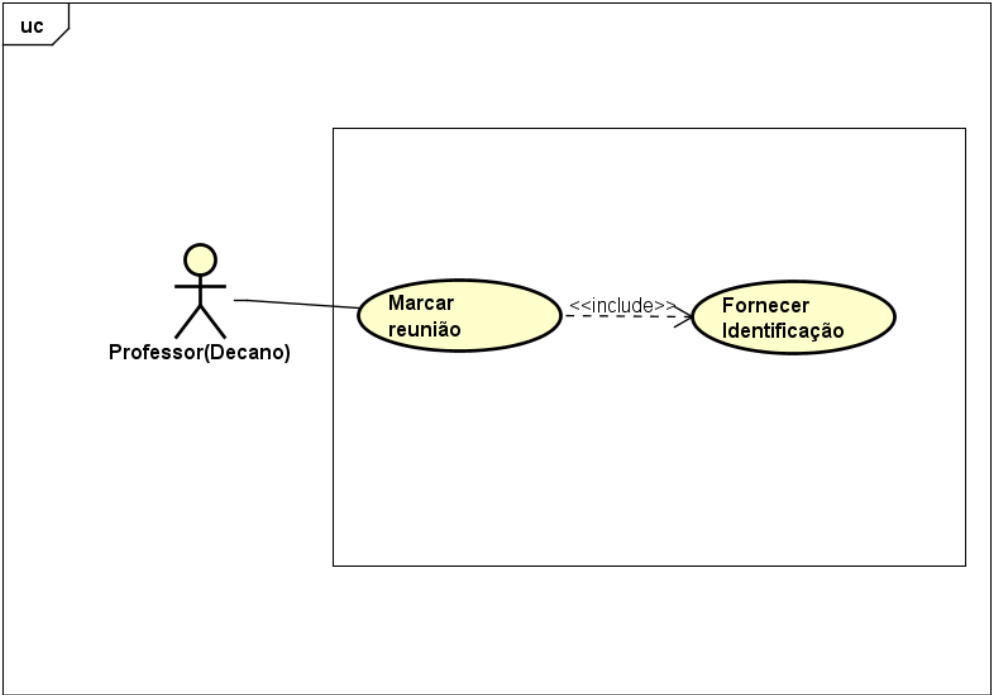 uc
Professor(Decano)
Marcar
reunião
<<include>>
Fornecer
Identificação